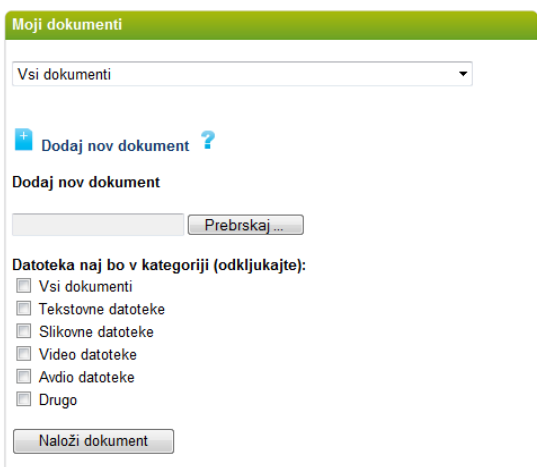 Moji dokumenti
Vsi dokumenti
Dodaj nov dokument ?
Dodaj nov dokument
Prebrskaj ...
Datoteka naj bo v kategoriji (odkljukajte):
Vsi dokumenti
Tekstovne datoteke
Slikovne datoteke
Video datoteke
Avdio datoteke
Drugo
Naloži dokument